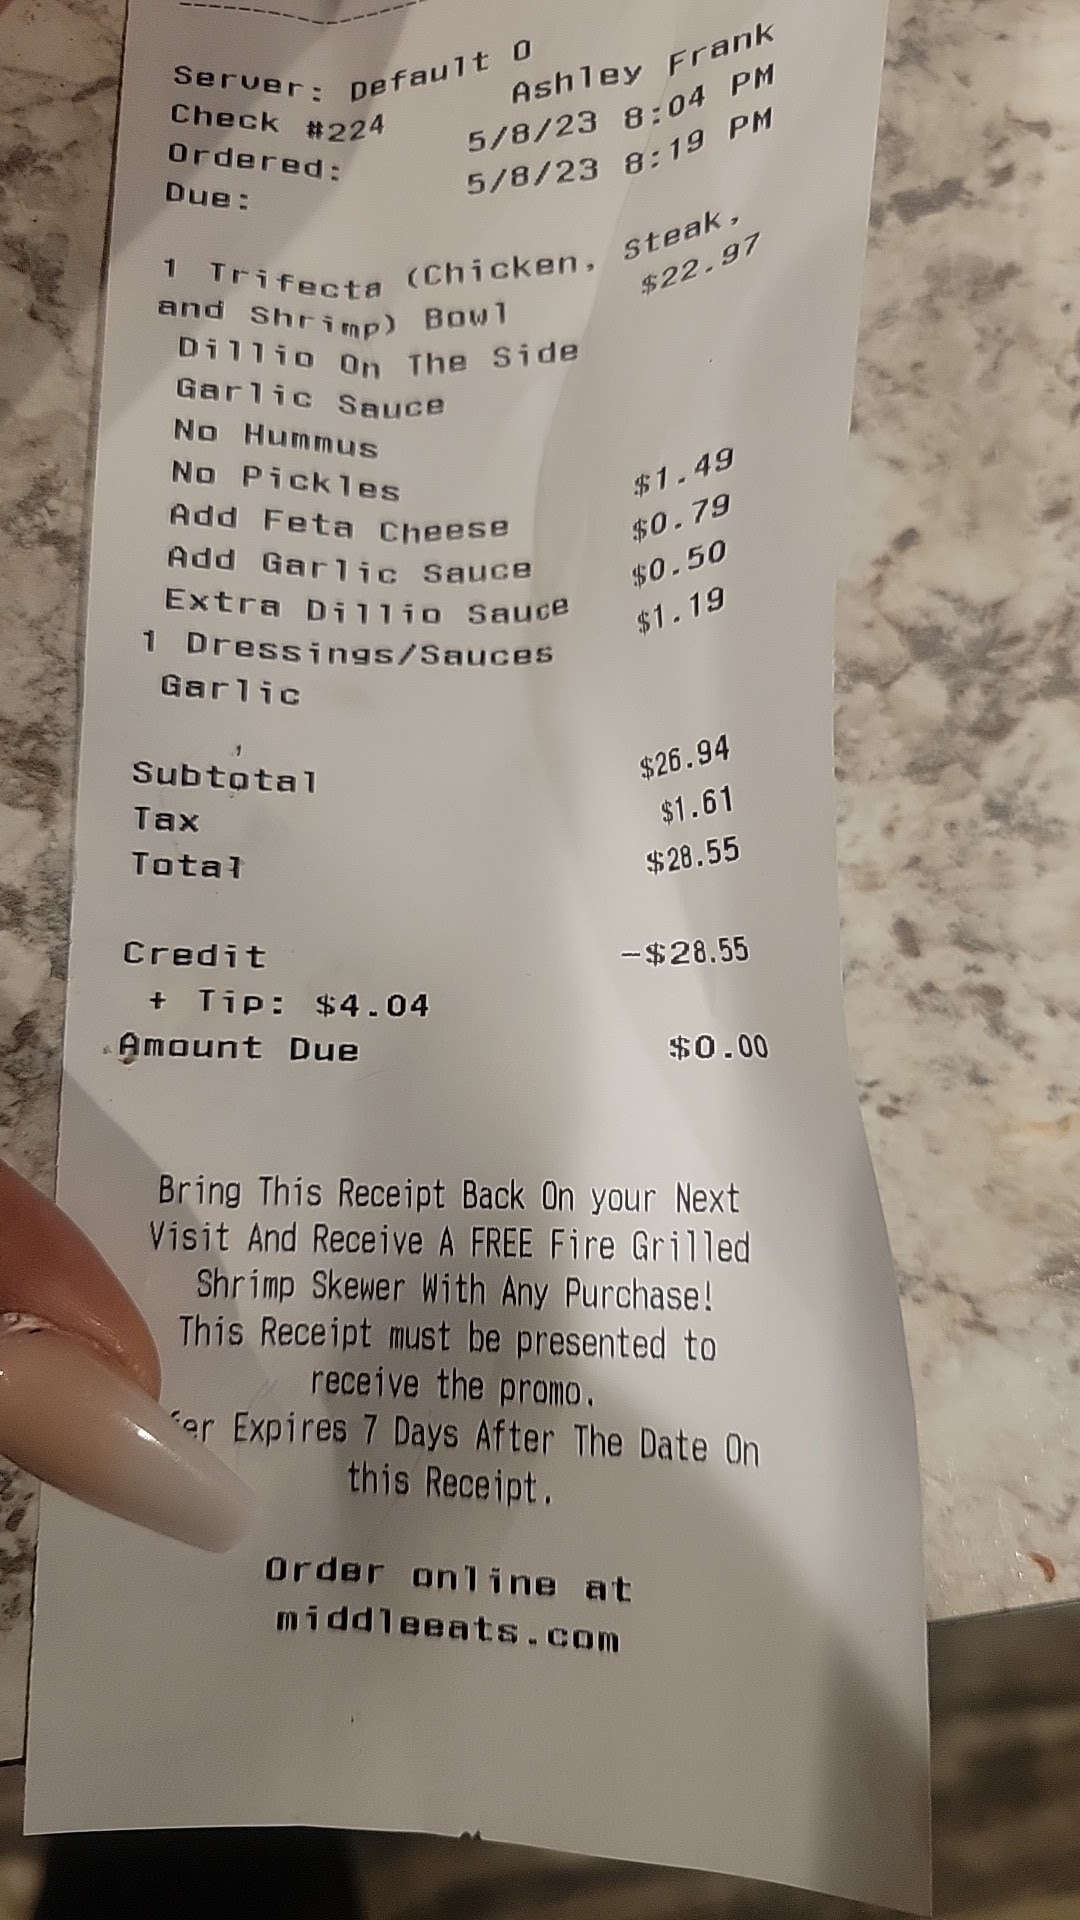 Server: Default 0
Check #224 Ashley Frank
Ordered: 5/8/23 8:04 PM
Due: 5/8/23 8:19 PM
1 Trifecta (Chicken, Steak, $22.97
and Shrimp) Bowl
Dillio On The Side
Garlic Sauce
No Hummus
No Pickles
Add Feta Cheese $1.49
Add Garlic Sauce $0.79
Extra Dillio Sauce $0.50
1 Dressings/Sauces $1.19
Garlic
Subtotal $26.94
Tax $1.61
Total $28.55
Credit -$28.55
+ Tip: $4.04
Amount Due $0.00
Bring This Receipt Back On your Next
Visit And Receive A FREE Fire Grilled
Shrimp Skewer With Any Purchase!
This Receipt must be presented to
receive the promo.
fer Expires 7 Days After The Date On
this Receipt.
Order online at
middleeats.com